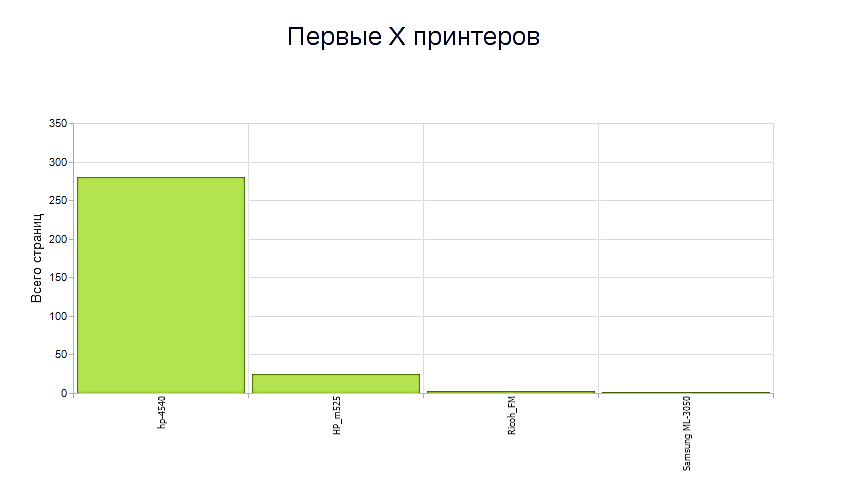 Первые X принтеров
Всего страниц
350
300
250
200
150
100
50
0
hp-4540
HP_m525
Ricoh_FM
Samsung ML-3050